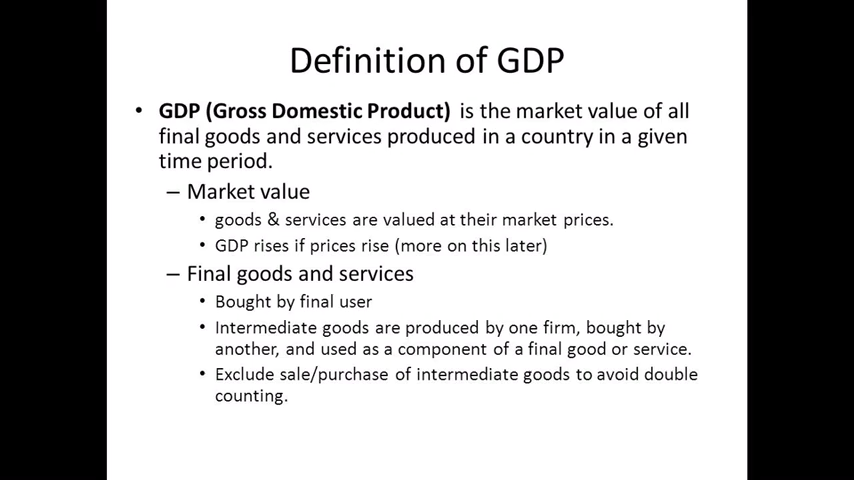 Definition of GDP
• GDP (Gross Domestic Product) is the market value of all
final goods and services produced in a country in a given
time period.
– Market value
• goods & services are valued at their market prices.
• GDP rises if prices rise (more on this later)
– Final goods and services
• Bought by final user
• Intermediate goods are produced by one firm, bought by
another, and used as a component of a final good or service.
• Exclude sale/purchase of intermediate goods to avoid double
counting.